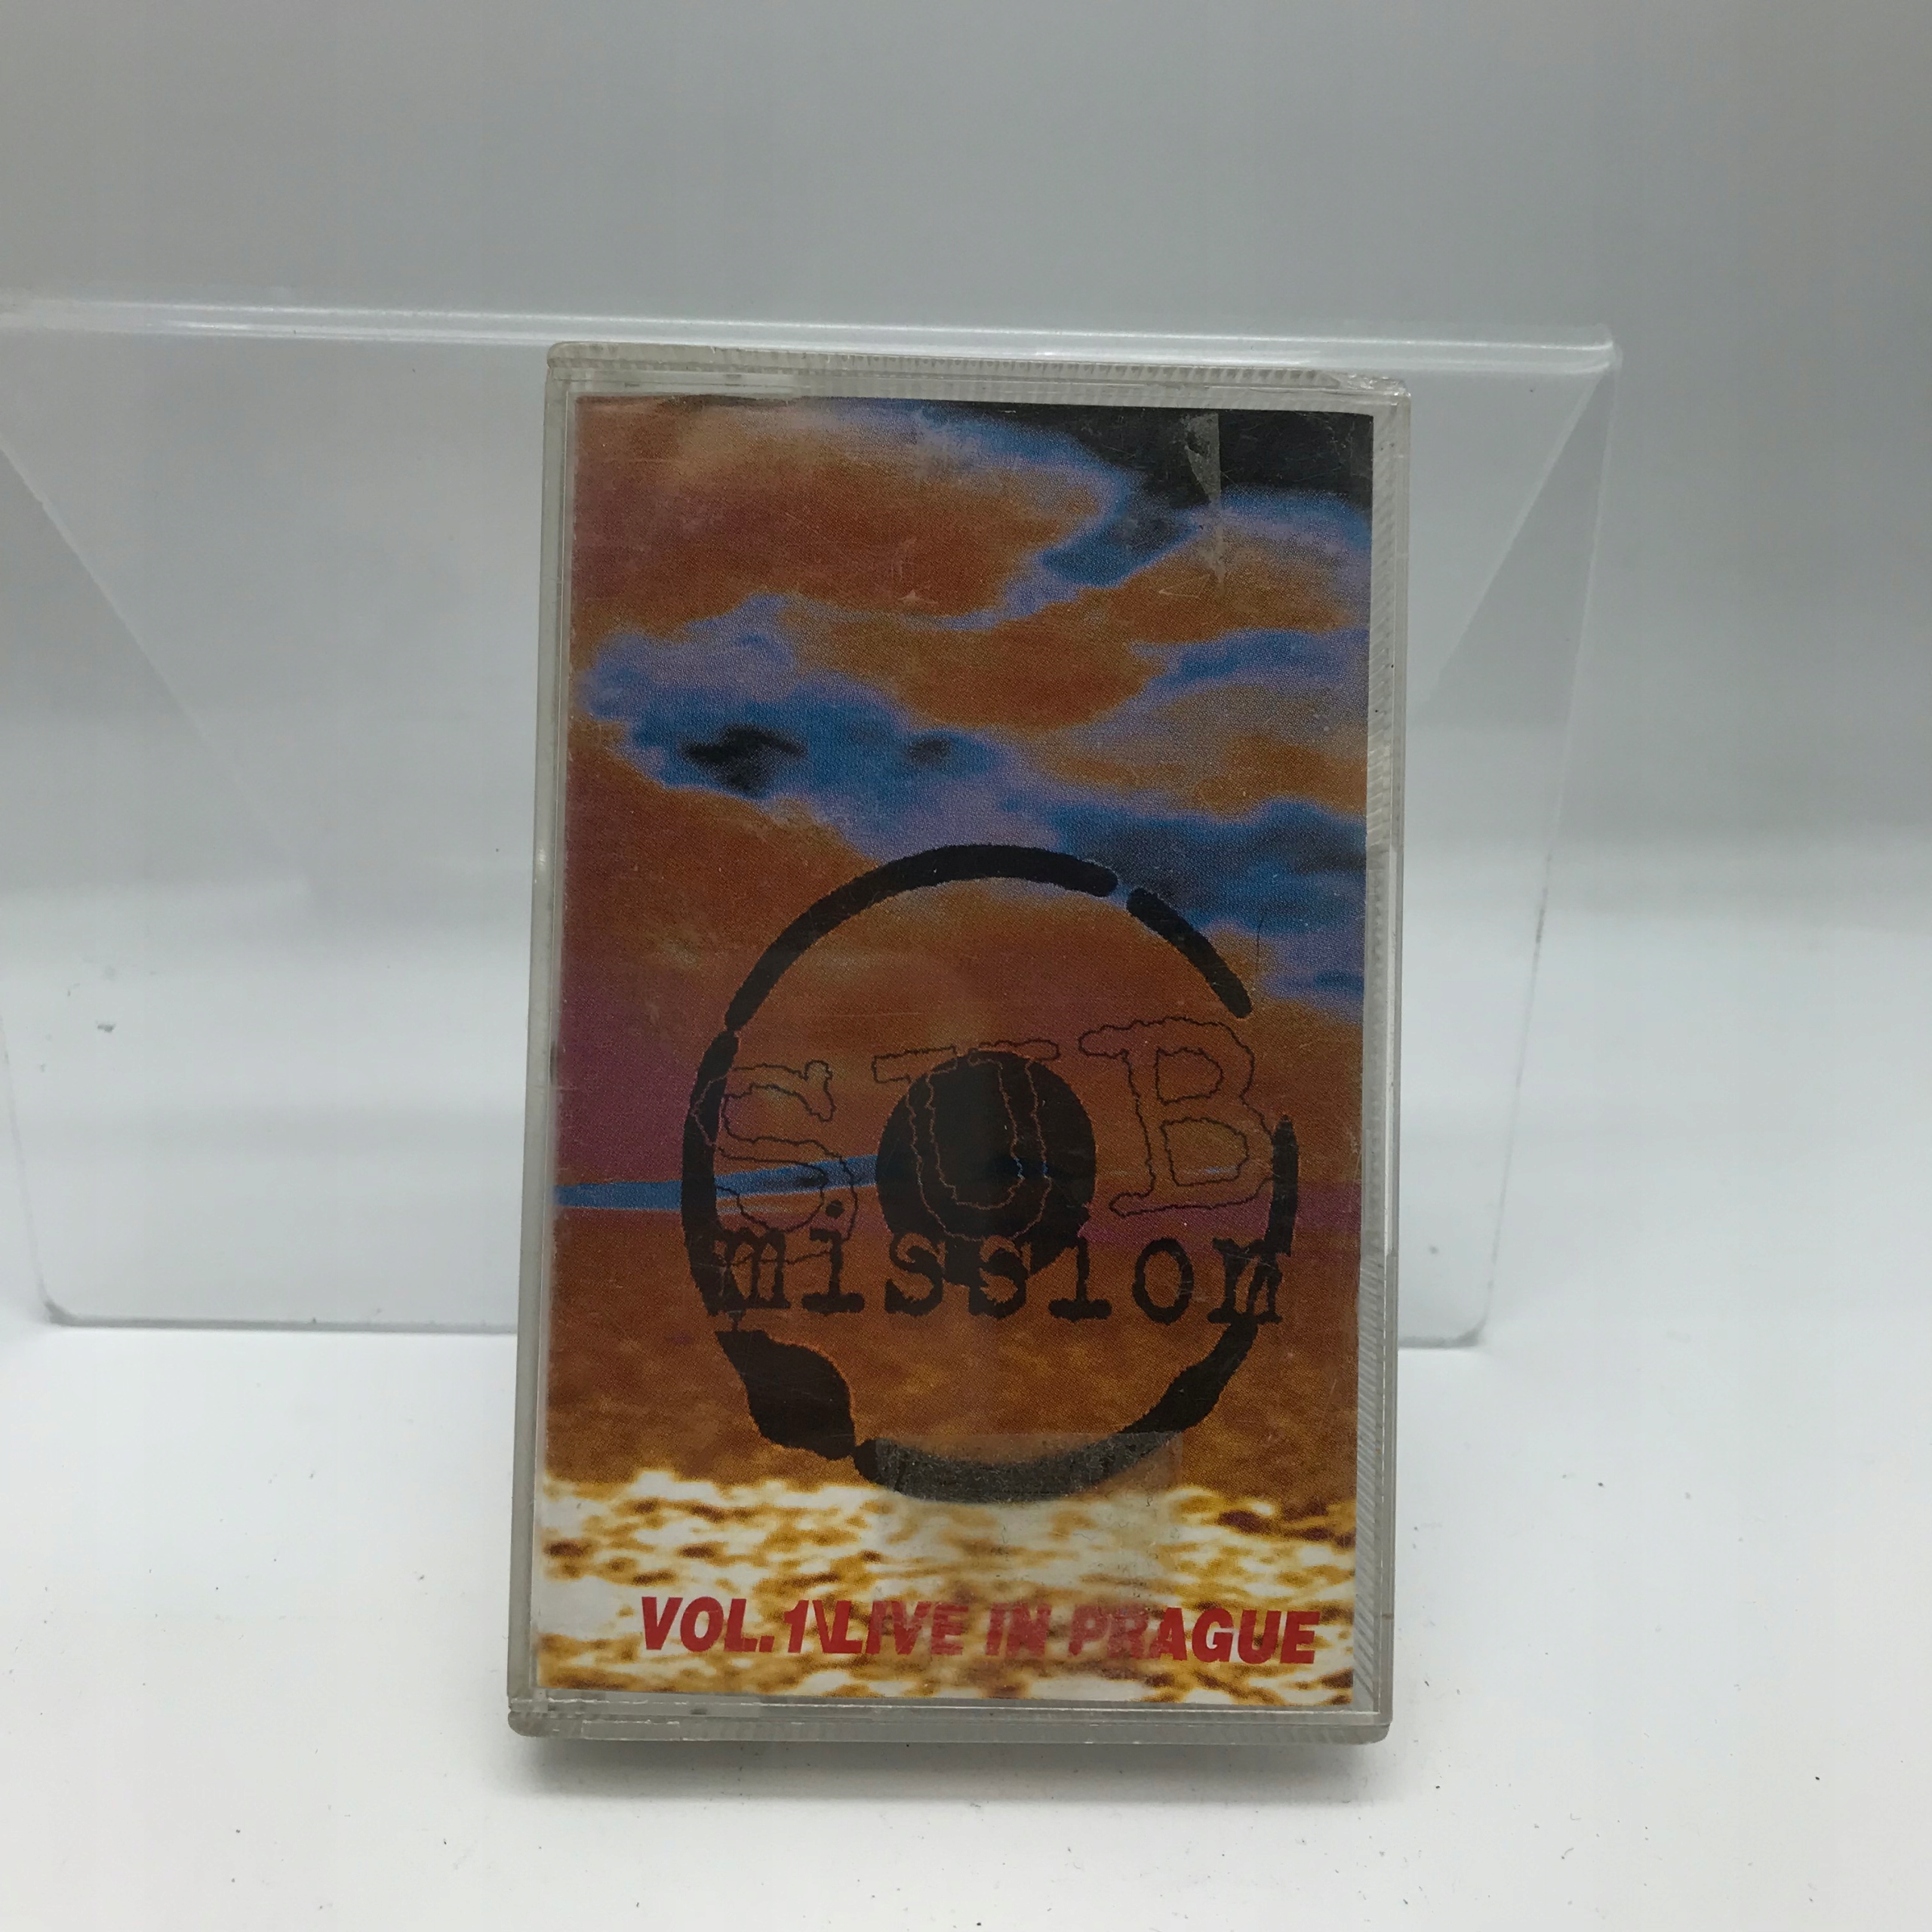 SUB
mission
VOL.1\LIVE IN PRAGUE